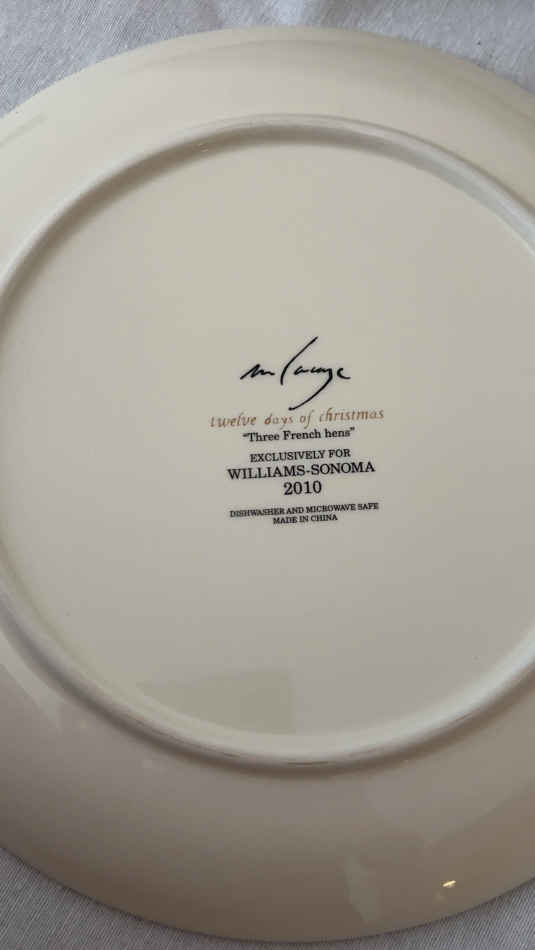 twelve days of christmas
"Three French hens"
EXCLUSIVELY FOR
WILLIAMS-SONOMA
2010
DISHWASHER AND MICROWAVE SAFE
MADE IN CHINA